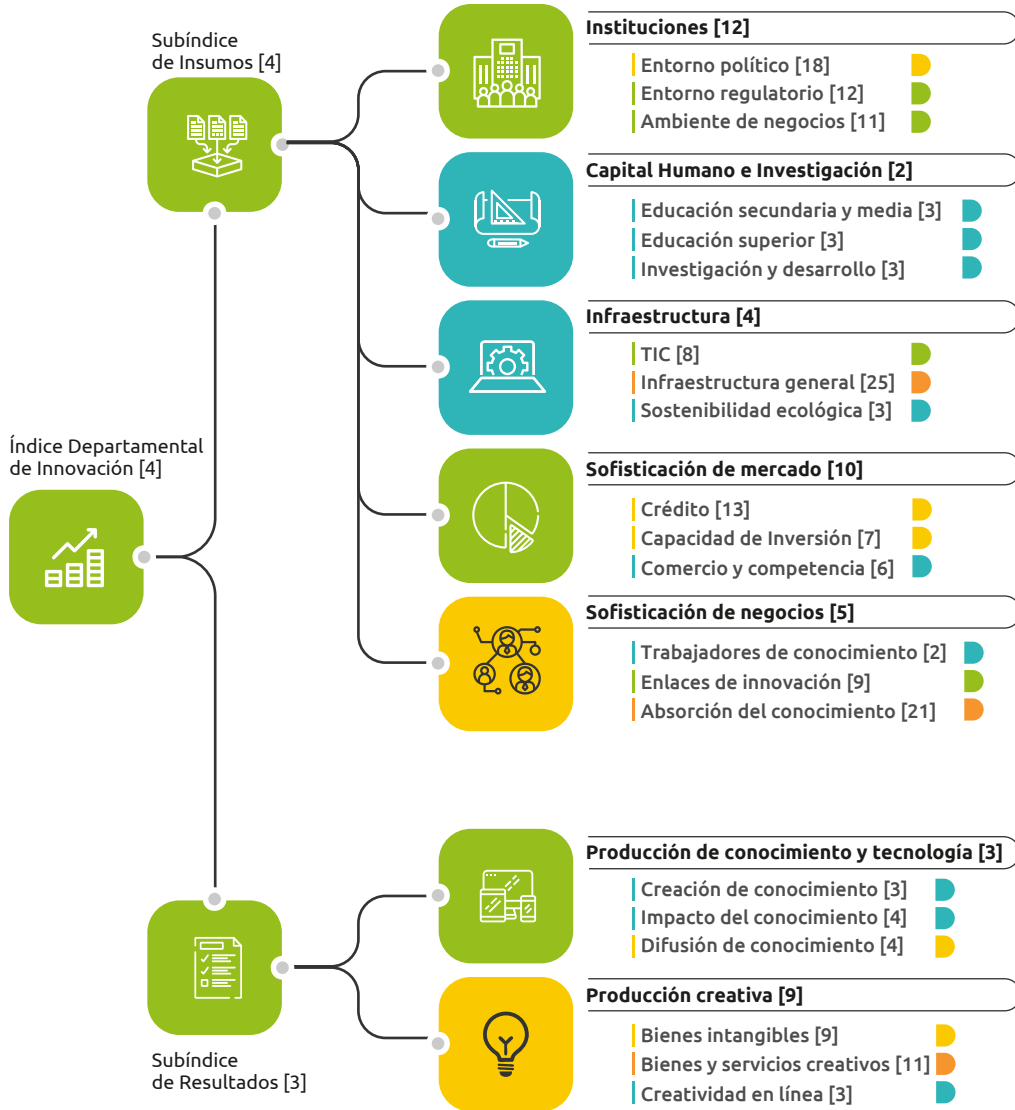 Subíndice
de Insumos [4]
Índice Departamental
de Innovación [4]
Subíndice
de Resultados [3]
Instituciones [12]
Entorno político [18]
Entorno regulatorio [12]
Ambiente de negocios [11]
Capital Humano e Investigación [2]
Educación secundaria y media [3]
Educación superior [3]
Investigación y desarrollo [3]
Infraestructura [4]
TIC [8]
Infraestructura general [25]
Sostenibilidad ecológica [3]
Sofisticación de mercado [10]
Crédito [13]
Capacidad de Inversión [7]
Comercio y competencia [6]
Sofisticación de negocios [5]
Trabajadores de conocimiento [2]
Enlaces de innovación [9]
Absorción del conocimiento [21]
Producción de conocimiento y tecnología [3]
Creación de conocimiento [3]
Impacto del conocimiento [4]
Difusión de conocimiento [4]
Producción creativa [9]
Bienes intangibles [9]
Bienes y servicios creativos [11]
Creatividad en línea [3]